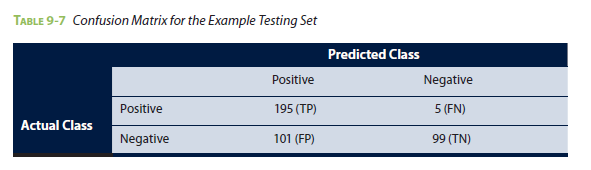 TABLE 9-7 Confusion Matrix for the Example Testing Set
Predicted Class
Positive Negative
Actual Class
Positive 195 (TP) 5 (FN)
Negative 101 (FP) 99 (TN)